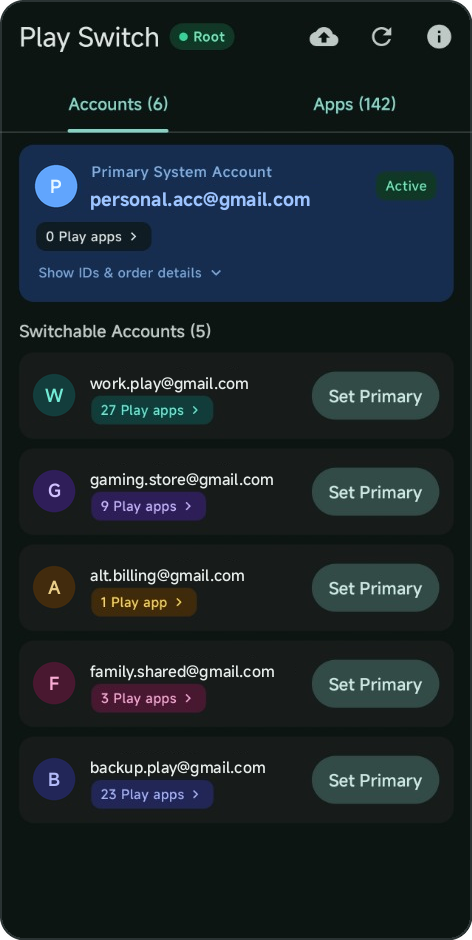 Play Switch
Root
Accounts (6)
Apps (142)
P
Primary System Account
personal.acc@gmail.com
Active
0 Play apps
Show IDs & order details
Switchable Accounts (5)
W
work.play@gmail.com
27 Play apps
Set Primary
G
gaming.store@gmail.com
9 Play apps
Set Primary
A
alt.billing@gmail.com
1 Play app
Set Primary
F
family.shared@gmail.com
3 Play apps
Set Primary
B
backup.play@gmail.com
23 Play apps
Set Primary